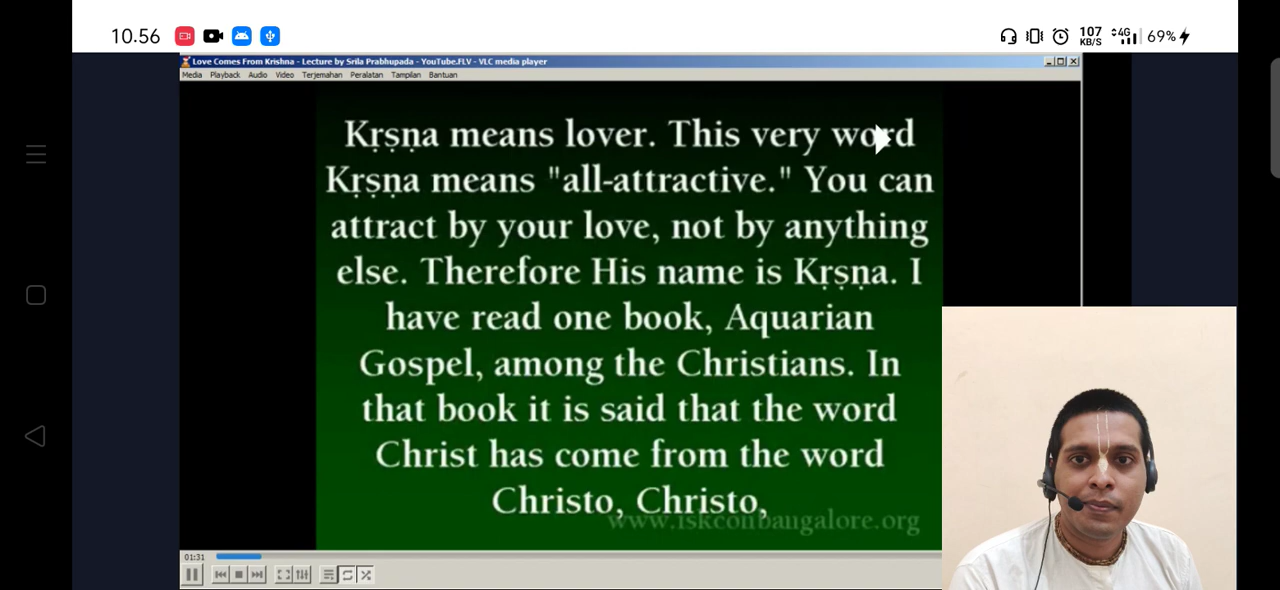 10.56
107
KB/S
4G
69%
Love Comes From Krishna - Lecture by Srila Prabhupada - YouTube.FLV - VLC media player
Media Playback Audio Video Terjemahan Peralatan Tampilan Bantuan
Kṛṣṇa means lover. This very word
Kṛṣṇa means "all-attractive." You can
attract by your love, not by anything
else. Therefore His name is Kṛṣṇa. I
have read one book, Aquarian
Gospel, among the Christians. In
that book it is said that the word
Christ has come from the word
Christo, Christo,
www.iskconbangalore.org
01:31